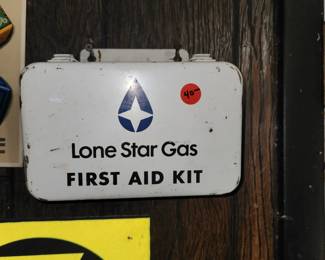 40-
Lone Star Gas
FIRST AID KIT
E